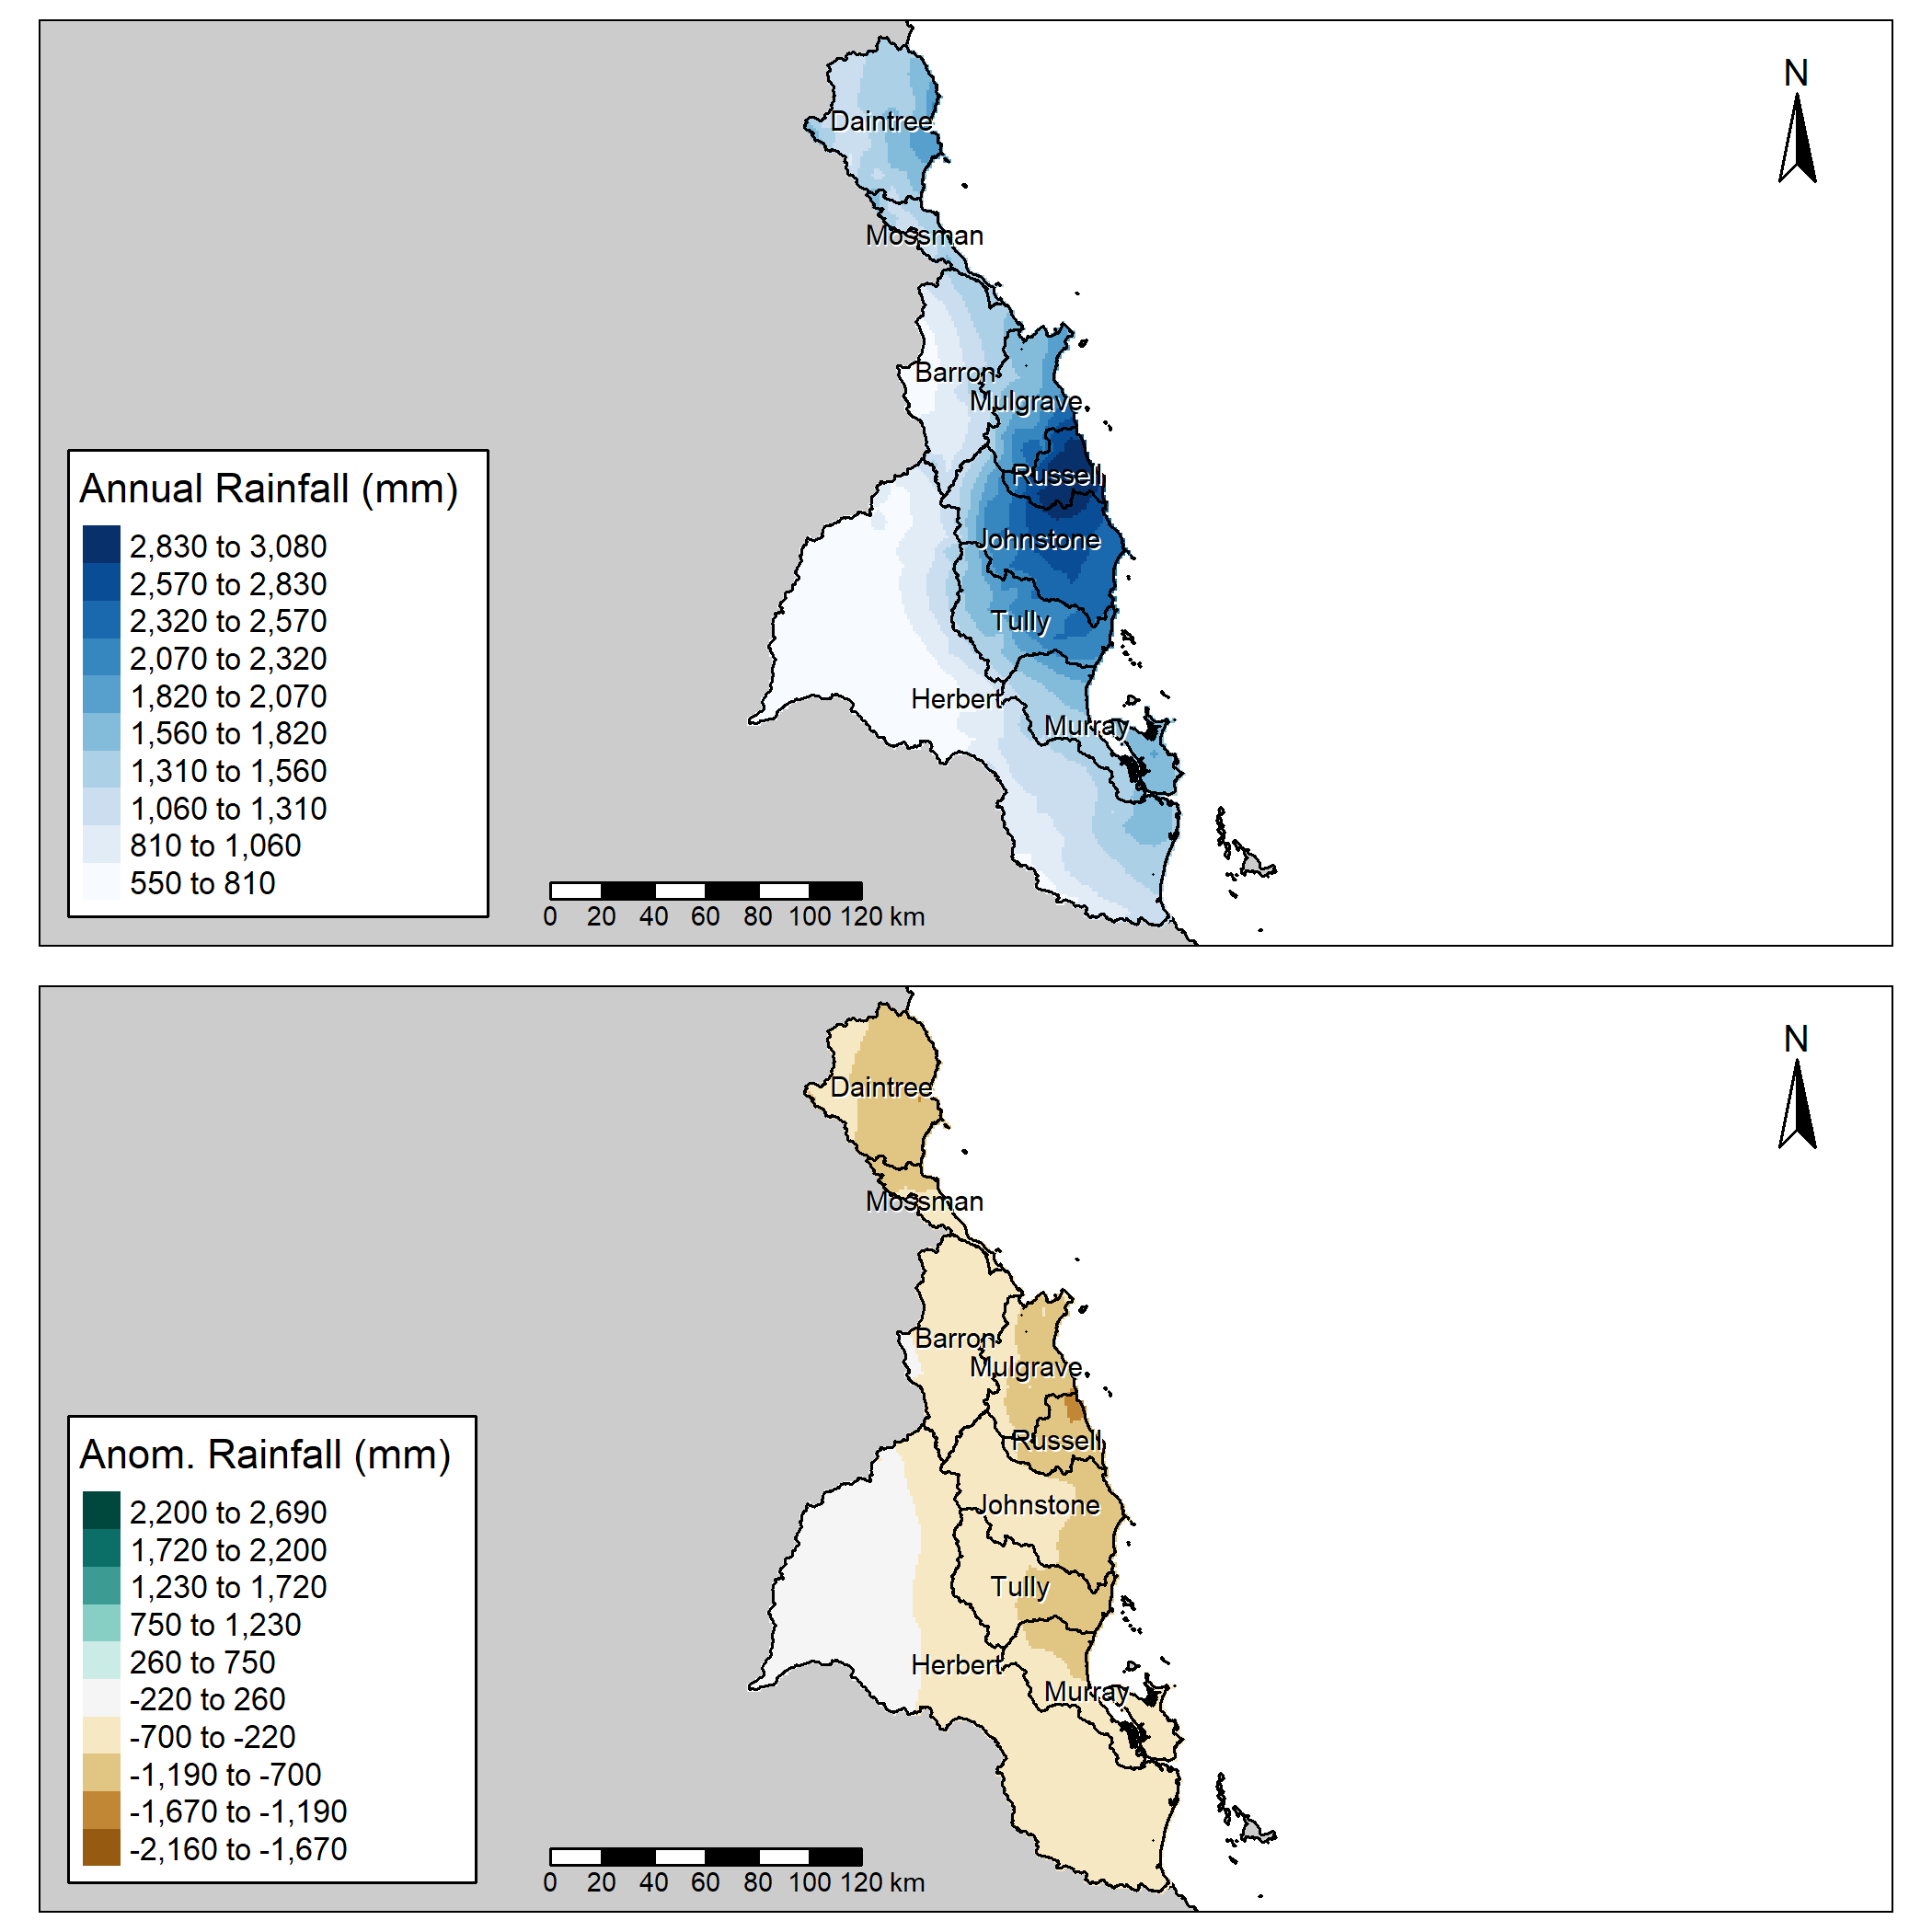 N
Daintree
Mossman
Barron
Mulgrave
Russell
Johnstone
Tully
Herbert
Murray
Annual Rainfall (mm)
2,830 to 3,080
2,570 to 2,830
2,320 to 2,570
2,070 to 2,320
1,820 to 2,070
1,560 to 1,820
1,310 to 1,560
1,060 to 1,310
810 to 1,060
550 to 810
0 20 40 60 80 100 120 km
N
Daintree
Mossman
Barron
Mulgrave
Russell
Johnstone
Tully
Herbert
Murray
Anom. Rainfall (mm)
2,200 to 2,690
1,720 to 2,200
1,230 to 1,720
750 to 1,230
260 to 750
-220 to 260
-700 to -220
-1,190 to -700
-1,670 to -1,190
-2,160 to -1,670
0 20 40 60 80 100 120 km